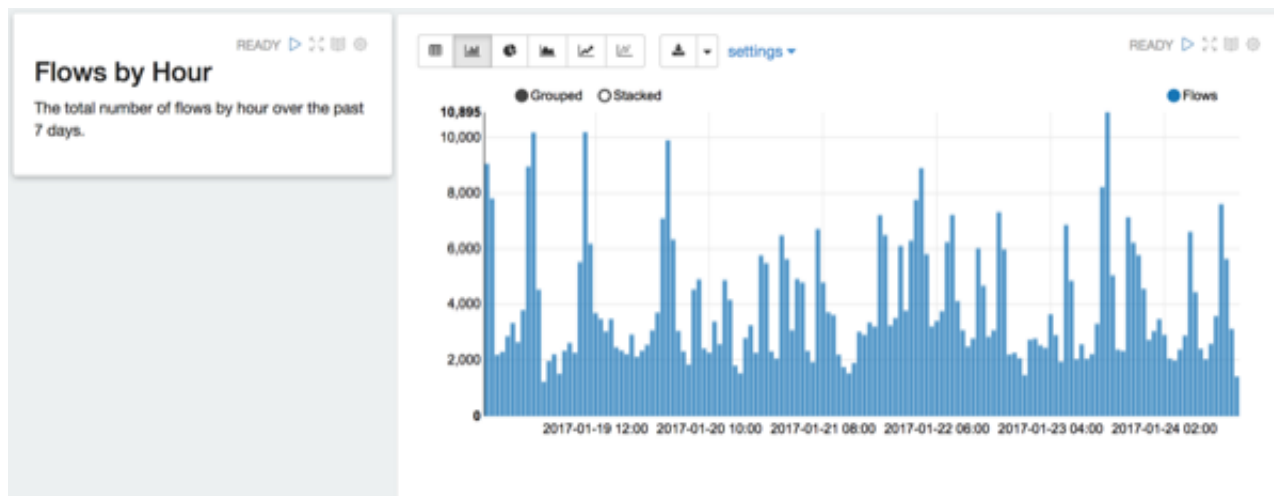 READY
Flows by Hour
The total number of flows by hour over the past
7 days.
settings
READY
Grouped Stacked
Flows
10,895
10,000
8,000
6,000
4,000
2,000
0
2017-01-19 12:00 2017-01-20 10:00 2017-01-21 08:00 2017-01-22 06:00 2017-01-23 04:00 2017-01-24 02:00